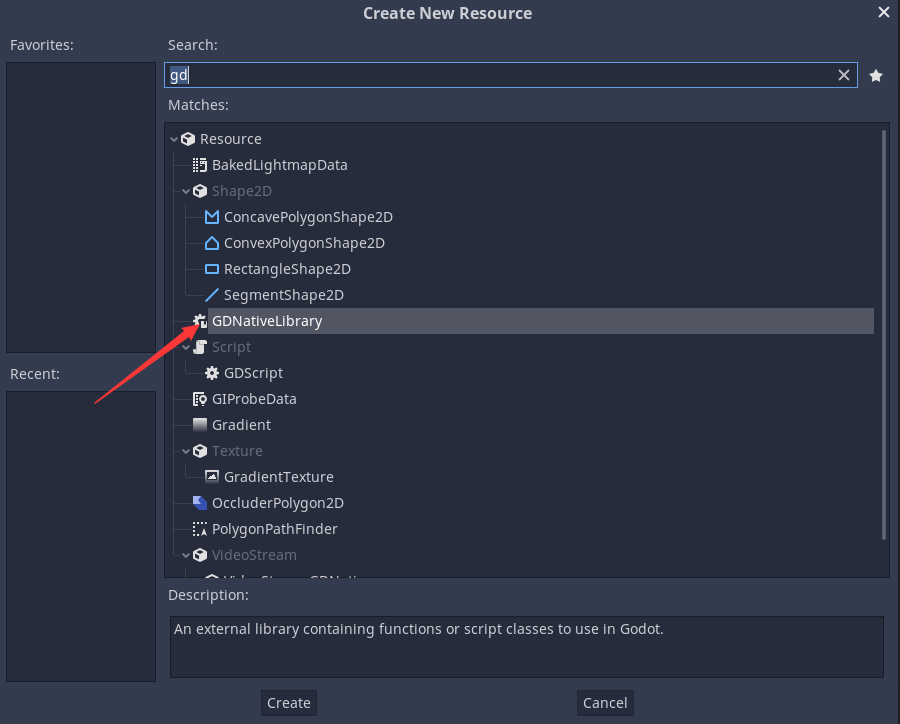 Create New Resource
Favorites:
Search:
gd
Matches:
Resource
BakedLightmapData
Shape2D
ConcavePolygonShape2D
ConvexPolygonShape2D
RectangleShape2D
SegmentShape2D
GDNativeLibrary
Script
GDScript
Recent:
GIProbeData
Gradient
Texture
GradientTexture
OccluderPolygon2D
PolygonPathFinder
VideoStream
Description:
An external library containing functions or script classes to use in Godot.
Create
Cancel